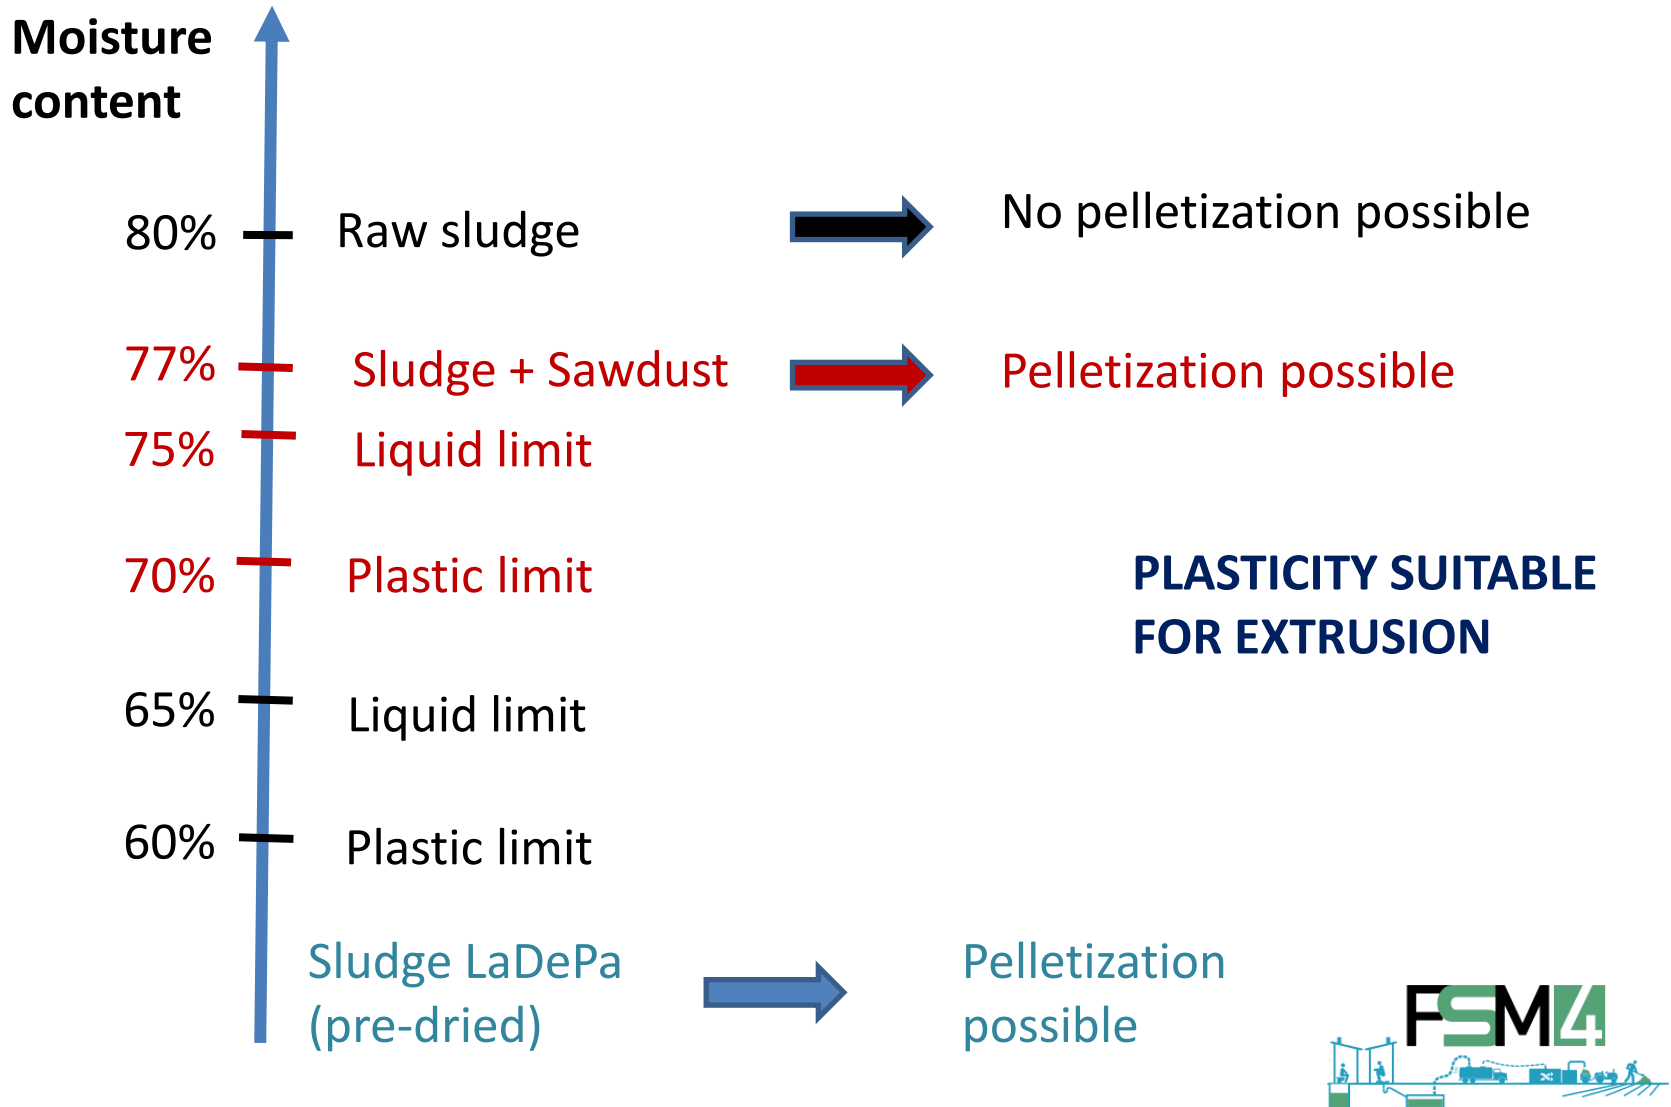 Moisture
content
80% Raw sludge No pelletization possible
77% Sludge + Sawdust Pelletization possible
75% Liquid limit
70% Plastic limit
PLASTICITY SUITABLE
FOR EXTRUSION
65% Liquid limit
60% Plastic limit
Sludge LaDePa
(pre-dried)
Pelletization
possible
FSM4